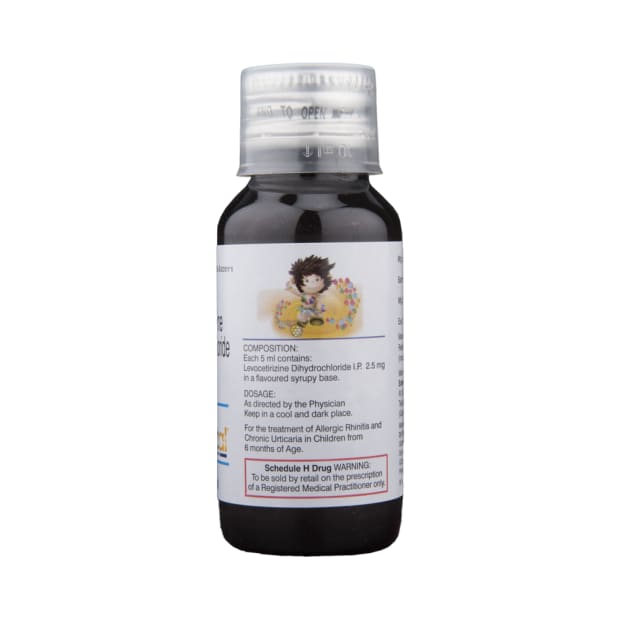 AND TO OPEN
COMPOSITION:
Each 5 ml contains:
Levocetirizine Dihydrochloride I.P. 2.5 mg
in a flavoured syrupy base.
DOSAGE:
As directed by the Physician
Keep in a cool and dark place.
For the treatment of Allergic Rhinitis and
Chronic Urticaria in Children from
6 months of Age.
Schedule H Drug WARNING:
To be sold by retail on the prescription
of a Registered Medical Practitioner only.